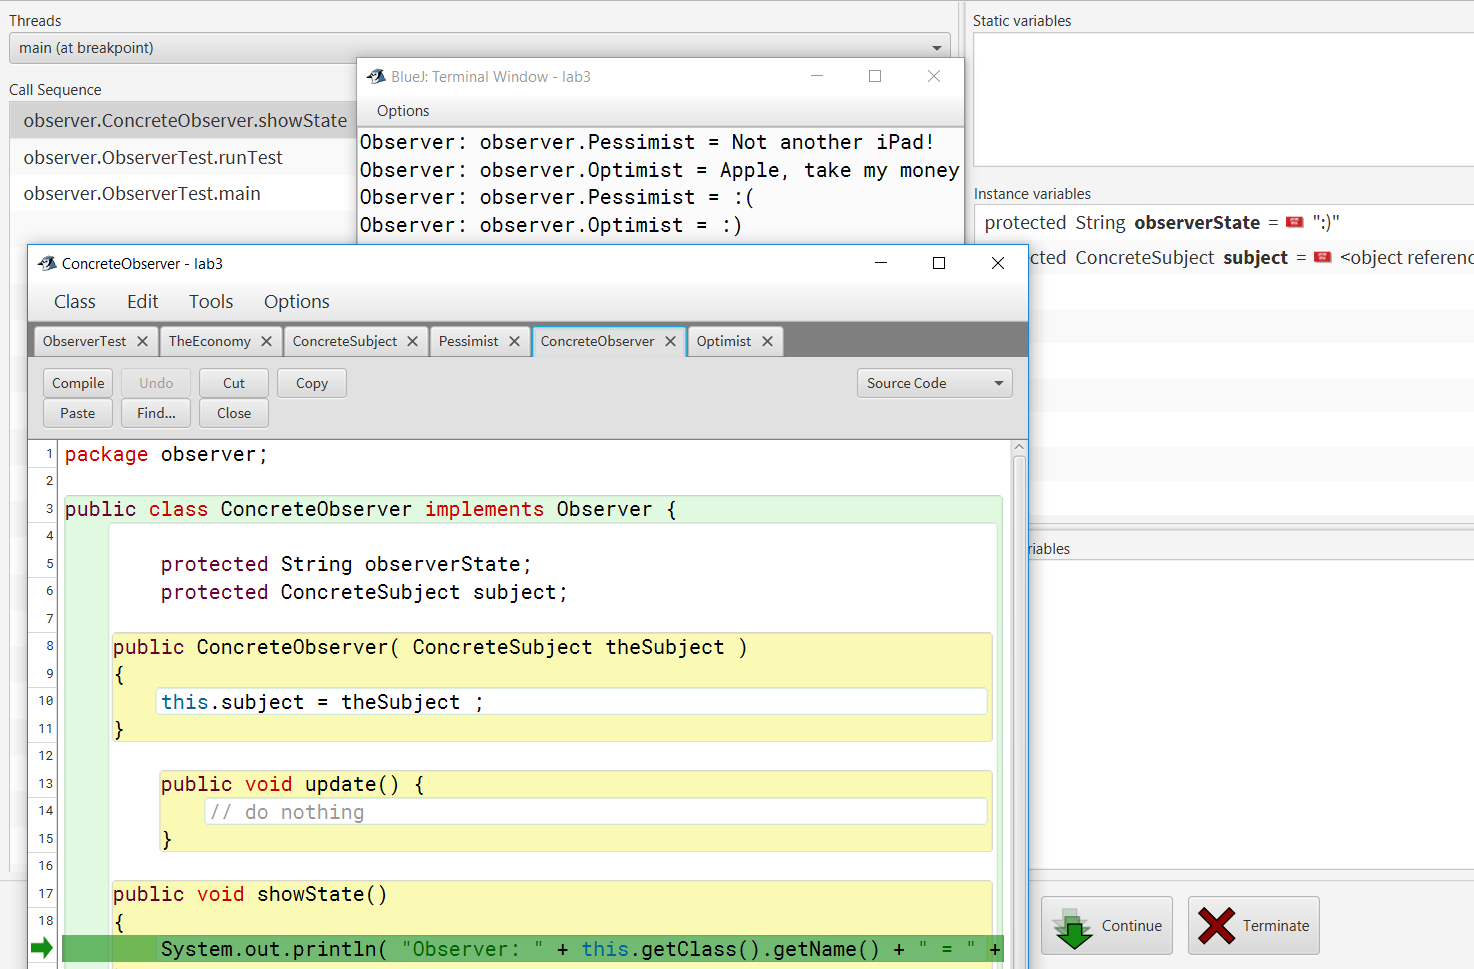 Threads
main (at breakpoint)
Call Sequence
observer.ConcreteObserver.showState
observer.ObserverTest.runTest
observer.ObserverTest.main
BlueJ: Terminal Window - lab3
Options
Observer: observer.Pessimist = Not another iPad!
Observer: observer.Optimist = Apple, take my money
Observer: observer.Pessimist = :(
Observer: observer.Optimist = :)
Static variables
Instance variables
protected String observerState = ":)"
cted ConcreteSubject subject = <object referenc
riables
ConcreteObserver - lab3
Class Edit Tools Options
ObserverTest TheEconomy ConcreteSubject Pessimist ConcreteObserver Optimist
Compile Undo Cut Copy Source Code
Paste Find... Close
1 package observer;
2
3 public class ConcreteObserver implements Observer {
4
5 protected String observerState;
6 protected ConcreteSubject subject;
7
8 public ConcreteObserver( ConcreteSubject theSubject )
9 {
10 this.subject = theSubject ;
11 }
12
13 public void update() {
14 // do nothing
15 }
16
17 public void showState()
18 {
System.out.println( "Observer: " + this.getClass().getName() + " = " +
Continue Terminate